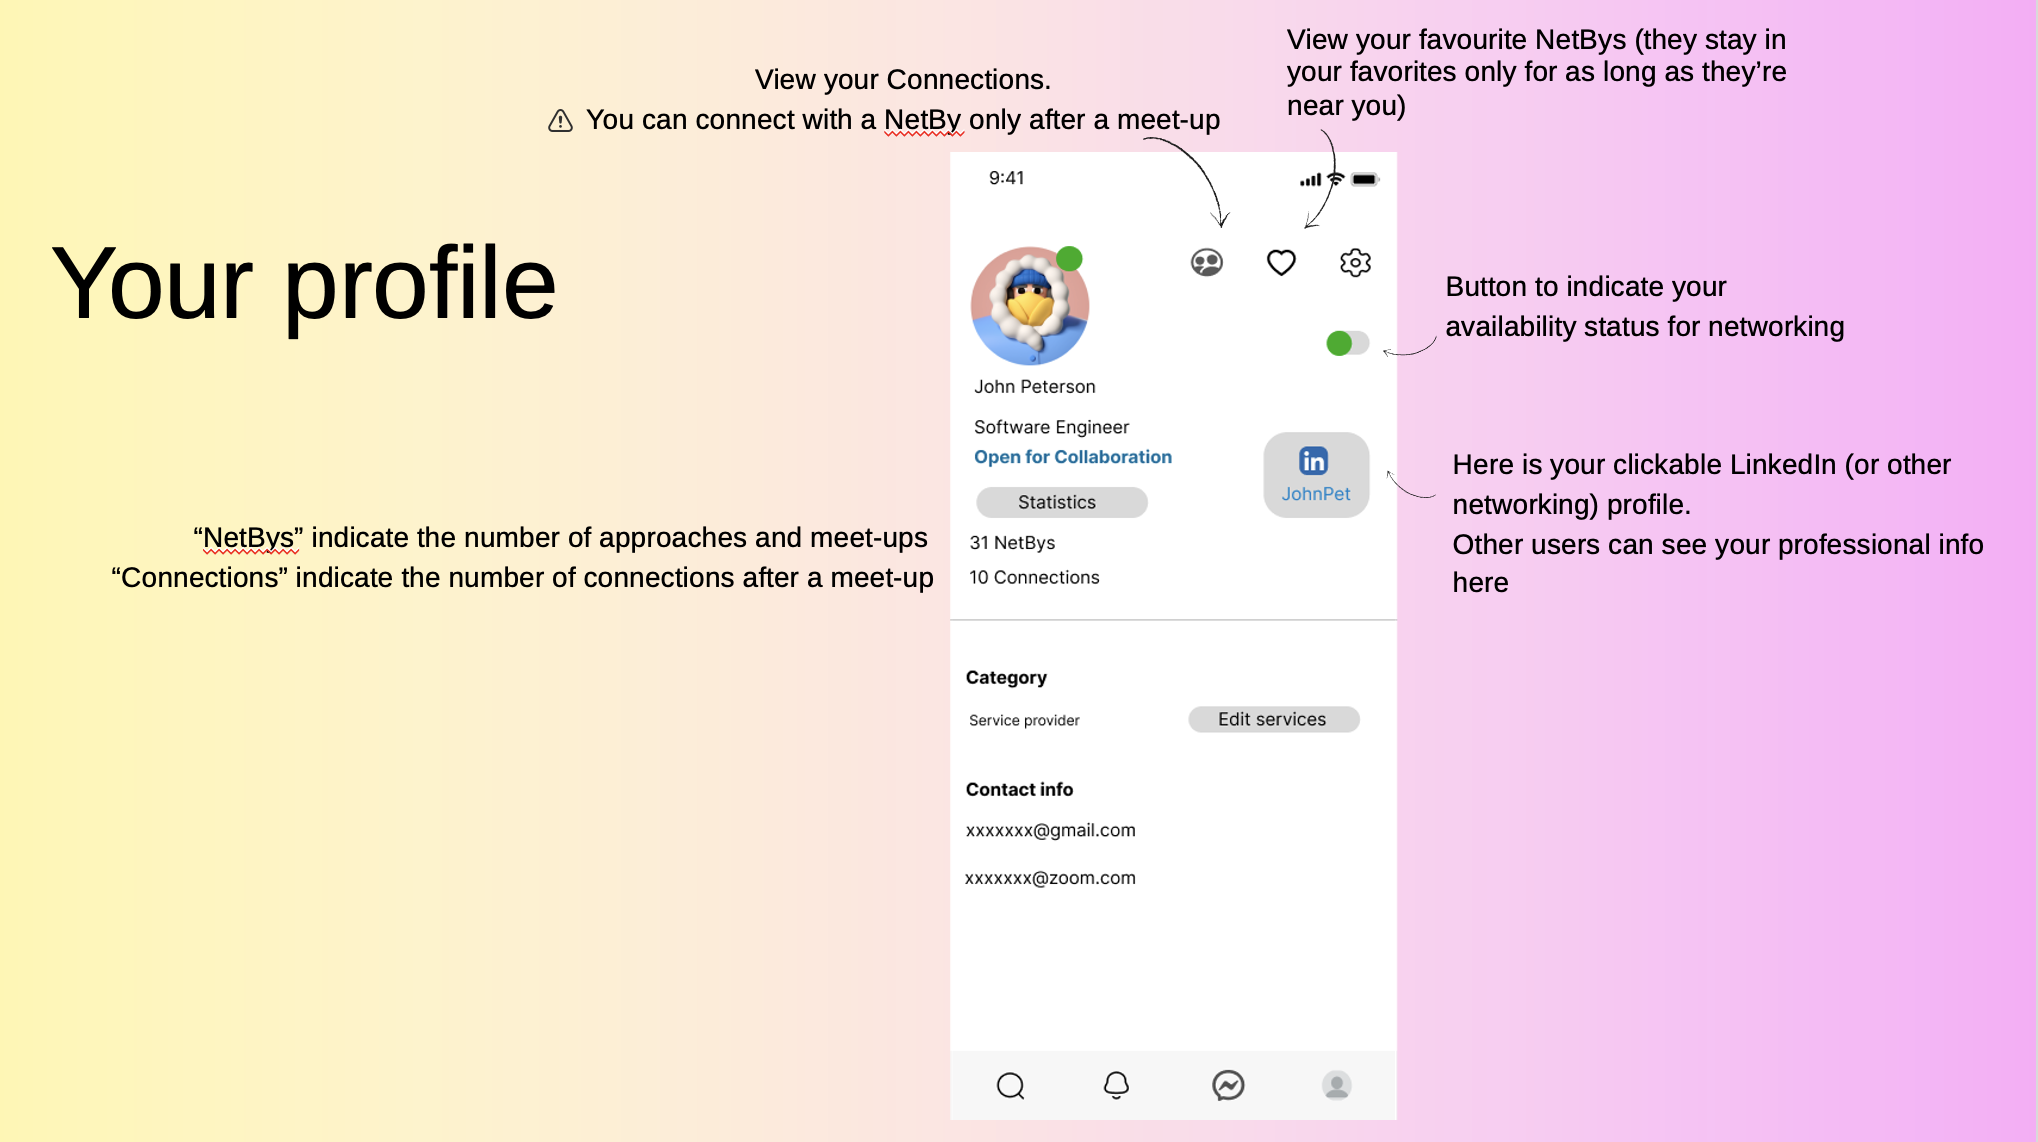 View your favourite NetBys (they stay in
your favorites only for as long as they’re
near you)
View your Connections.
You can connect with a NetBy only after a meet-up
9:41
Your profile
Button to indicate your
availability status for networking
John Peterson
Software Engineer
Open for Collaboration
in
JohnPet
Here is your clickable LinkedIn (or other
networking) profile.
Other users can see your professional info
here
Statistics
“NetBys” indicate the number of approaches and meet-ups
“Connections” indicate the number of connections after a meet-up
31 NetBys
10 Connections
Category
Service provider
Edit services
Contact info
xxxxxxx@gmail.com
xxxxxxx@zoom.com